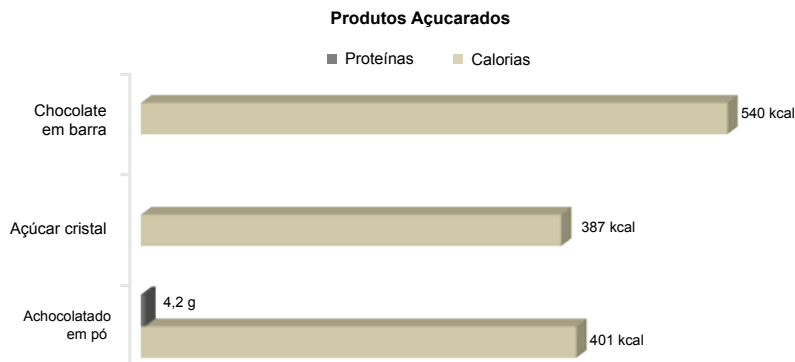 Produtos Açucarados
Proteínas Calorias
Chocolate
em barra
540 kcal
Açúcar cristal
387 kcal
Achocolatado
em pó
4,2 g
401 kcal